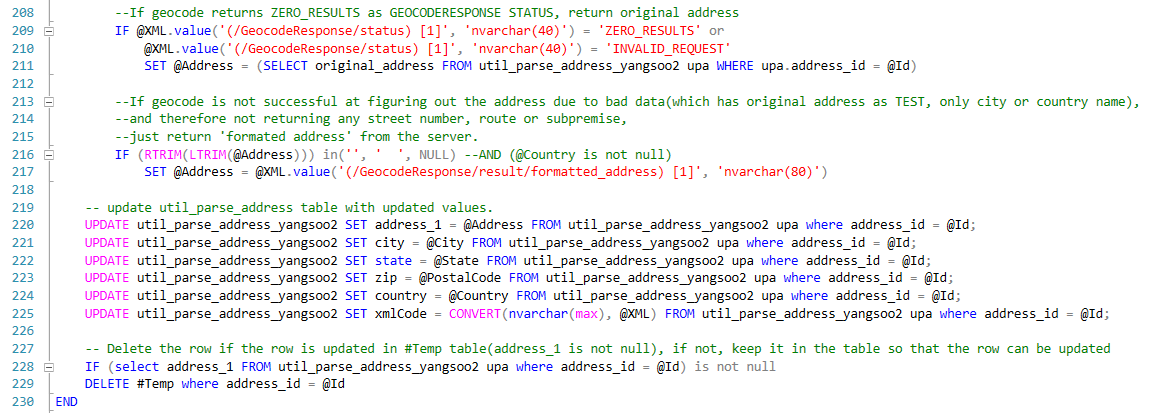 208 --If geocode returns ZERO_RESULTS as GEOCODERESPONSE STATUS, return original address
209 IF @XML.value('(/GeocodeResponse/status) [1]', 'nvarchar(40)') = 'ZERO_RESULTS' or
210 @XML.value('(/GeocodeResponse/status) [1]', 'nvarchar(40)') = 'INVALID_REQUEST'
211 SET @Address = (SELECT original_address FROM util_parse_address_yangsoo2 upa WHERE upa.address_id = @Id)
212
213 --If geocode is not successful at figuring out the address due to bad data(which has original address as TEST, only city or country name),
214 --and therefore not returning any street number, route or subpremise,
215 --just return 'formated address' from the server.
216 IF (RTRIM(LTRIM(@Address))) in('', '  ', NULL) --AND (@Country is not null)
217 SET @Address = @XML.value('(/GeocodeResponse/result/formatted_address) [1]', 'nvarchar(80)')
218
219 -- update util_parse_address table with updated values.
220 UPDATE util_parse_address_yangsoo2 SET address_1 = @Address FROM util_parse_address_yangsoo2 upa where address_id = @Id;
221 UPDATE util_parse_address_yangsoo2 SET city = @City FROM util_parse_address_yangsoo2 upa where address_id = @Id;
222 UPDATE util_parse_address_yangsoo2 SET state = @State FROM util_parse_address_yangsoo2 upa where address_id = @Id;
223 UPDATE util_parse_address_yangsoo2 SET zip = @PostalCode FROM util_parse_address_yangsoo2 upa where address_id = @Id;
224 UPDATE util_parse_address_yangsoo2 SET country = @Country FROM util_parse_address_yangsoo2 upa where address_id = @Id;
225 UPDATE util_parse_address_yangsoo2 SET xmlCode = CONVERT(nvarchar(max), @XML) FROM util_parse_address_yangsoo2 upa where address_id = @Id;
226
227 -- Delete the row if the row is updated in #Temp table(address_1 is not null), if not, keep it in the table so that the row can be updated
228 IF (select address_1 FROM util_parse_address_yangsoo2 upa where address_id = @Id) is not null
229 DELETE #Temp where address_id = @Id
230 END